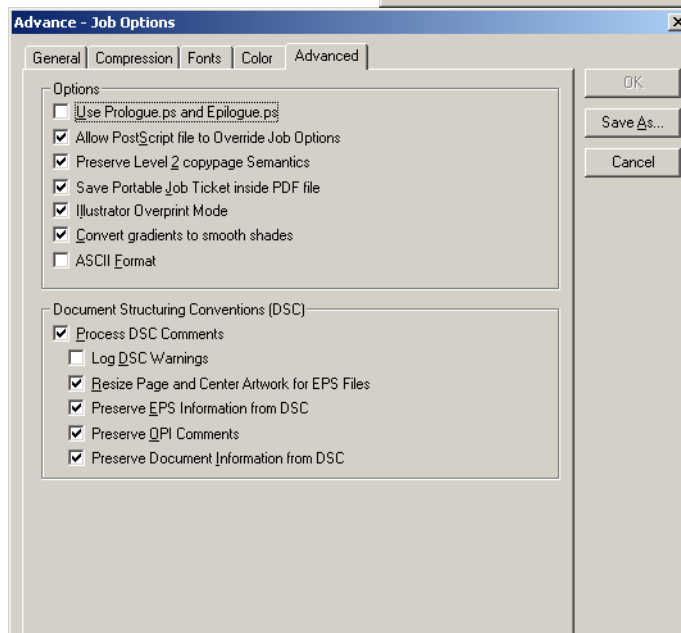 Advance - Job Options
General Compression Fonts Color Advanced
Options
Use Prologue.ps and Epilogue.ps
Allow PostScript file to Override Job Options
Preserve Level 2 copypage Semantics
Save Portable Job Ticket inside PDF file
Illustrator Overprint Mode
Convert gradients to smooth shades
ASCII Format
Document Structuring Conventions (DSC)
Process DSC Comments
Log DSC Warnings
Resize Page and Center Artwork for EPS Files
Preserve EPS Information from DSC
Preserve OPI Comments
Preserve Document Information from DSC
OK
Save As...
Cancel